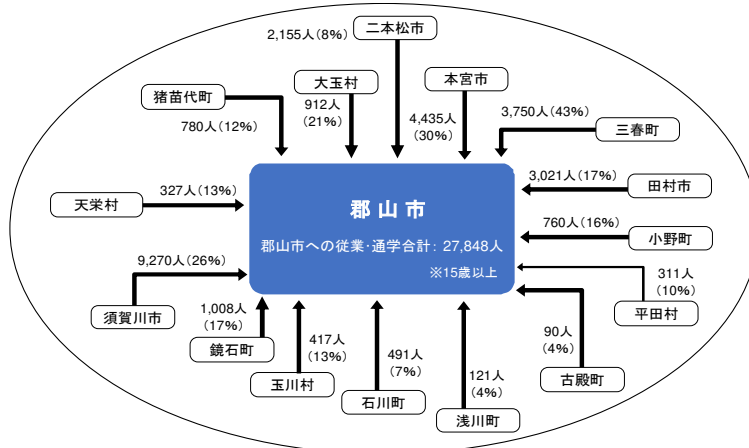 二本松市
2,155人(8%)
大玉村
912人
(21%)
本宮市
4,435人
(30%)
猪苗代町
780人(12%)
3,750人(43%)
三春町
天栄村
327人(13%)
郡山市
郡山市への従業・通学合計：27,848人
※15歳以上
3,021人(17%)
田村市
760人(16%)
小野町
9,270人(26%)
須賀川市
311人
(10%)
平田村
1,008人
(17%)
鏡石町
417人
(13%)
玉川村
491人
(7%)
石川町
121人
(4%)
浅川町
90人
(4%)
古殿町